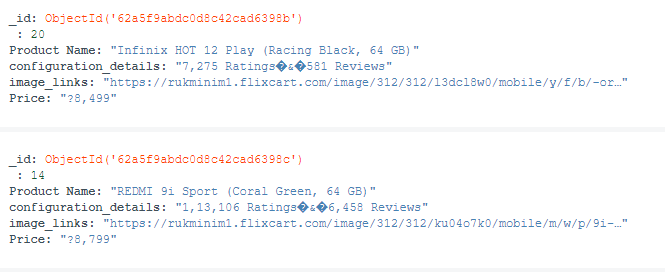 _id: ObjectId('62a5f9abdc0d8c42cad6398b')
: 20
Product Name: "Infinix HOT 12 Play (Racing Black, 64 GB)"
configuration_details: "7,275 Ratings�&�581 Reviews"
image_links: "https://rukminim1.flixcart.com/image/312/312/l3dcl8w0/mobile/y/f/b/-or…"
Price: "?8,499"
_id: ObjectId('62a5f9abdc0d8c42cad6398c')
: 14
Product Name: "REDMI 9i Sport (Coral Green, 64 GB)"
configuration_details: "1,13,106 Ratings�&�6,458 Reviews"
image_links: "https://rukminim1.flixcart.com/image/312/312/ku04o7k0/mobile/m/w/p/9i-…"
Price: "?8,799"